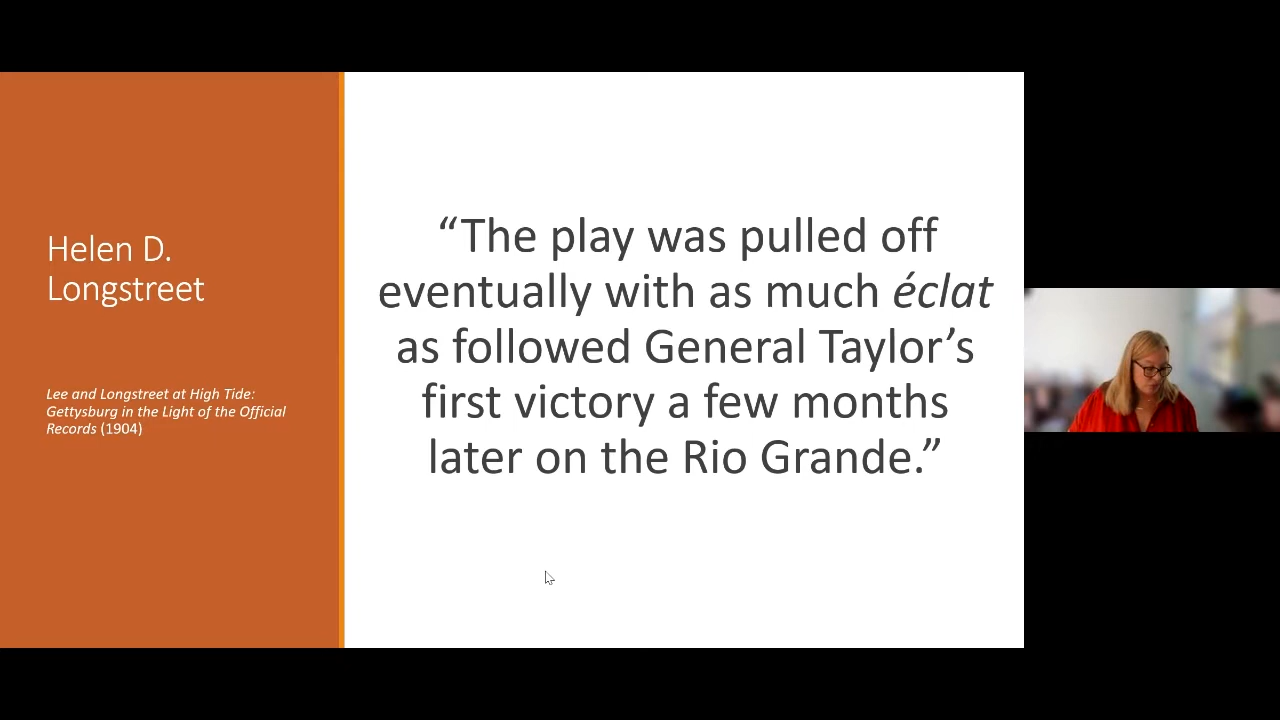 Helen D.
Longstreet
Lee and Longstreet at High Tide:
Gettysburg in the Light of the Official
Records (1904)
“The play was pulled off
eventually with as much éclat
as followed General Taylor’s
first victory a few months
later on the Rio Grande.”